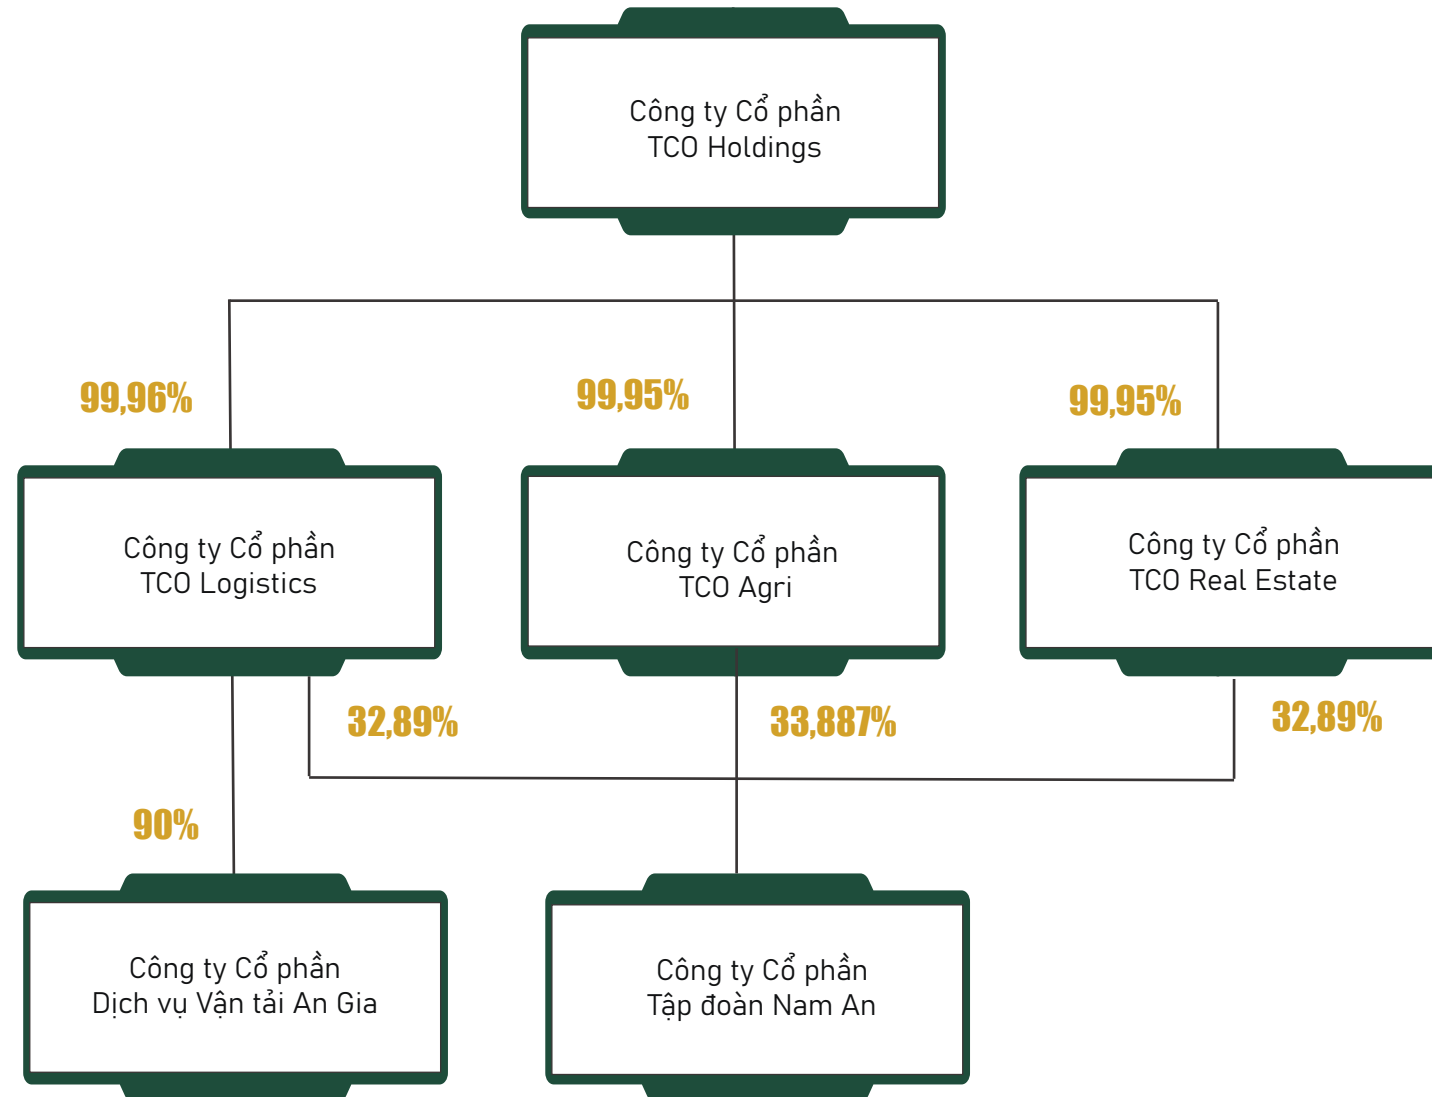 Công ty Cổ phần
TCO Holdings
99,96%
99,95%
99,95%
Công ty Cổ phần
TCO Logistics
Công ty Cổ phần
TCO Agri
Công ty Cổ phần
TCO Real Estate
32,89%
33,887%
32,89%
90%
Công ty Cổ phần
Dịch vụ Vận tải An Gia
Công ty Cổ phần
Tập đoàn Nam An